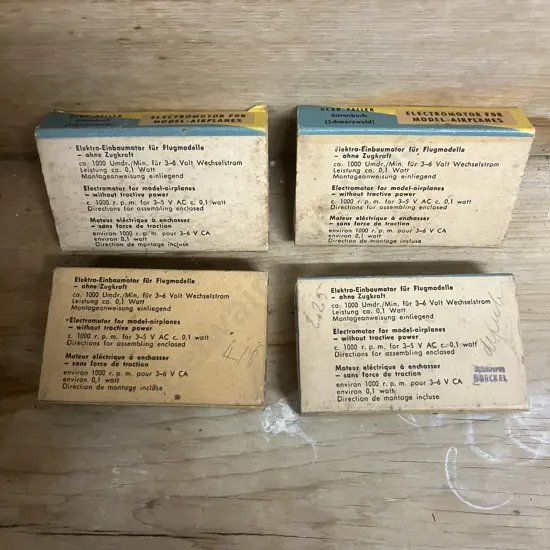 GEBR. FALLER
ELECTROMOTOR FOR
MODEL-AIRPLANES
Elektro-Einbaumotor für Flugmodelle
– ohne Zugkraft
ca. 1000 Umdr./Min. für 3–6 Volt Wechselstrom
Leistung ca. 0,1 Watt
Montageanweisung einliegend
Electromotor for model-airplanes
– without tractive power
c. 1000 r. p. m. for 3–5 V AC c. 0,1 watt
Directions for assembling enclosed
Moteur eléctrique à enchasser
– sans force de traction
environ 1000 r. p. m. pour 3–6 V CA
environ 0,1 watt
Direction de montage incluse
GEBR. FALLER
Gütenbach
(Schwarzwald)
ELECTROMOTOR FOR
MODEL-AIRPLANES
Elektro-Einbaumotor für Flugmodelle
– ohne Zugkraft
ca. 1000 Umdr./Min. für 3–6 Volt Wechselstrom
Leistung ca. 0,1 Watt
Montageanweisung einliegend
Electromotor for model-airplanes
– without tractive power
c. 1000 r. p. m. for 3–5 V AC c. 0,1 watt
Directions for assembling enclosed
Moteur eléctrique à enchasser
– sans force de traction
environ 1000 r. p. m. pour 3–6 V CA
environ 0,1 watt
Direction de montage incluse
Elektro-Einbaumotor für Flugmodelle
– ohne Zugkraft
ca. 1000 Umdr./Min. für 3–6 Volt Wechselstrom
Leistung ca. 0,1 Watt
Montageanweisung einliegend
Electromotor for model-airplanes
– without tractive power
c. 1000 r. p. m. for 3–5 V AC c. 0,1 watt
Directions for assembling enclosed
Moteur eléctrique à enchasser
– sans force de traction
environ 1000 r. p. m. pour 3–6 V CA
environ 0,1 watt
Direction de montage incluse
Elektro-Einbaumotor für Flugmodelle
– ohne Zugkraft
ca. 1000 Umdr./Min. für 3–6 Volt Wechselstrom
Leistung ca. 0,1 Watt
Montageanweisung einliegend
Electromotor for model-airplanes
– without tractive power
c. 1000 r. p. m. for 3–5 V AC c. 0,1 watt
Directions for assembling enclosed
Moteur eléctrique à enchasser
– sans force de traction
environ 1000 r. p. m. pour 3–6 V CA
environ 0,1 watt
Direction de montage incluse